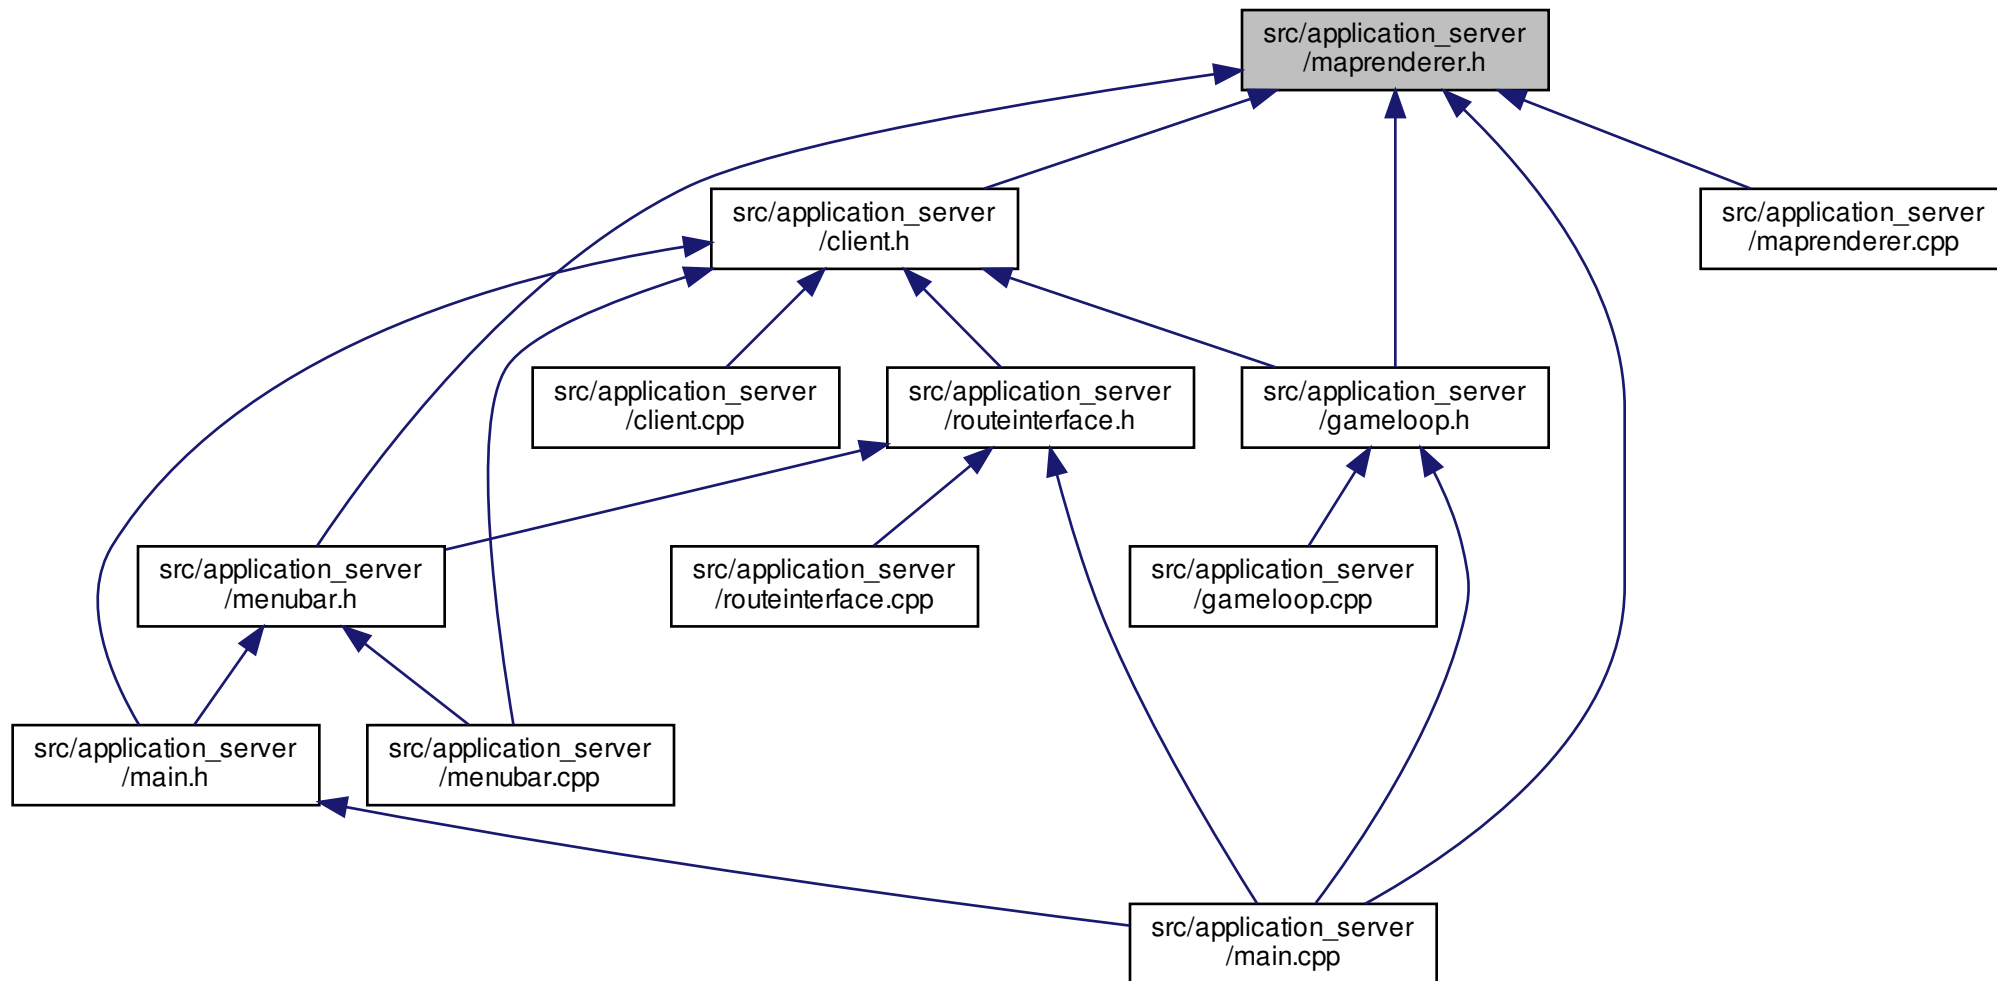 src/application_server
/maprenderer.h
src/application_server
/client.h
src/application_server
/maprenderer.cpp
src/application_server
/client.cpp
src/application_server
/routeinterface.h
src/application_server
/gameloop.h
src/application_server
/menubar.h
src/application_server
/routeinterface.cpp
src/application_server
/gameloop.cpp
src/application_server
/main.h
src/application_server
/menubar.cpp
src/application_server
/main.cpp